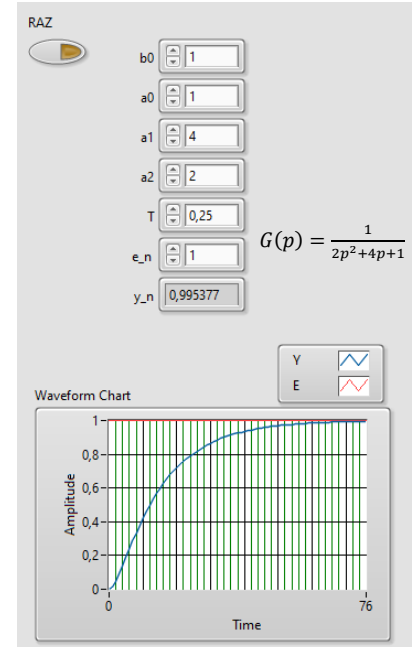 RAZ
b0 1
a0 1
a1 4
a2 2
T 0,25
e_n 1
y_n 0,995377
G(p) = 1 / (2p²+4p+1)
Y
E
Waveform Chart
Amplitude
1
0,8
0,6
0,4
0,2
0
0 76
Time